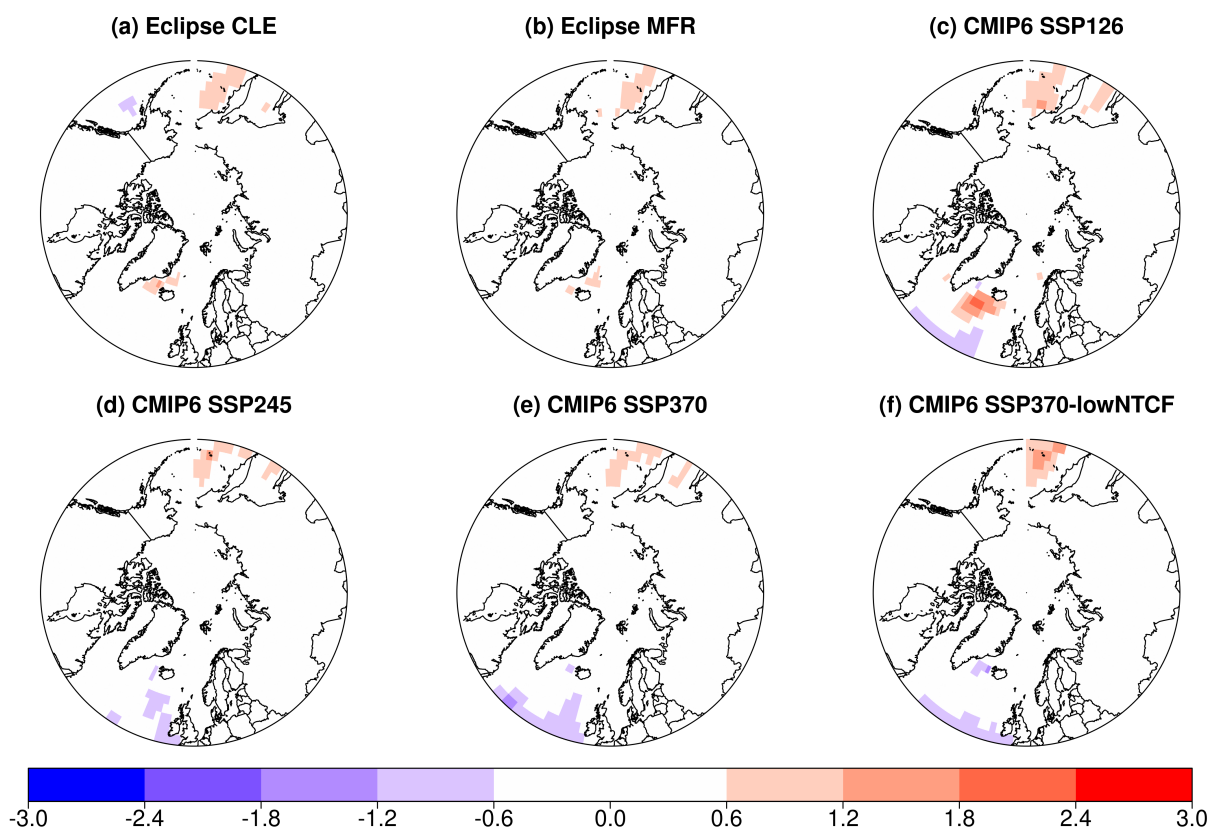 (a) Eclipse CLE
(b) Eclipse MFR
(c) CMIP6 SSP126
(d) CMIP6 SSP245
(e) CMIP6 SSP370
(f) CMIP6 SSP370-lowNTCF
-3.0 -2.4 -1.8 -1.2 -0.6 0.0 0.6 1.2 1.8 2.4 3.0